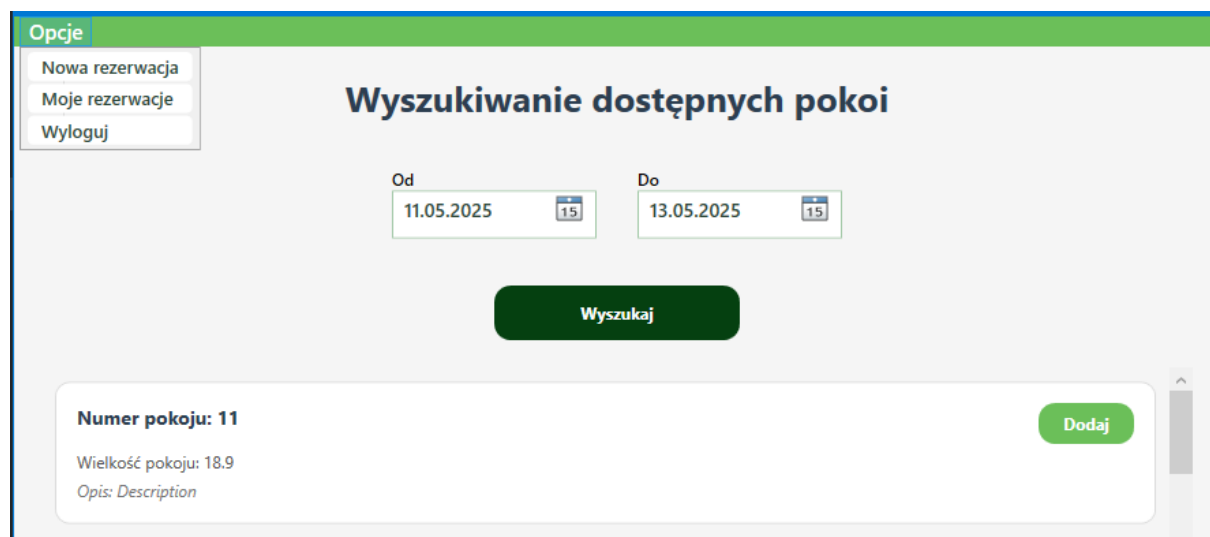 Opcje
Nowa rezerwacja
Moje rezerwacje
Wyloguj
Wyszukiwanie dostępnych pokoi
Od
Do
11.05.2025 15
13.05.2025 15
Wyszukaj
Numer pokoju: 11
Dodaj
Wielkość pokoju: 18.9
Opis: Description